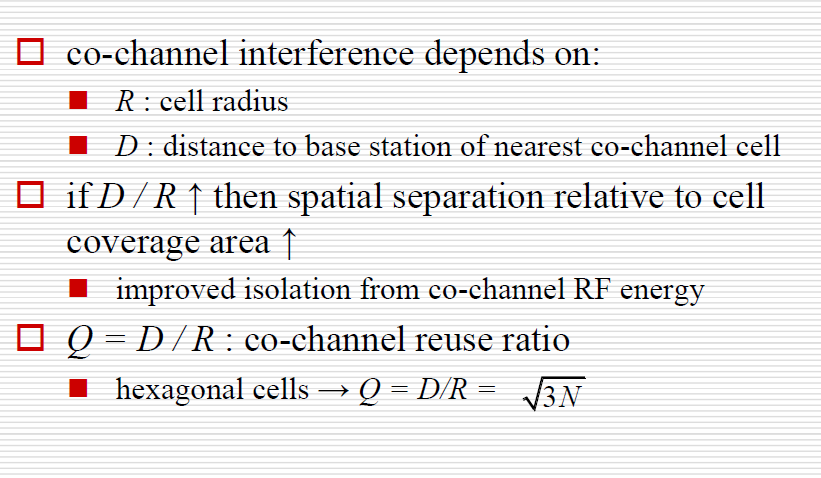 co-channel interference depends on:
R : cell radius
D : distance to base station of nearest co-channel cell
if D / R ↑ then spatial separation relative to cell
coverage area ↑
improved isolation from co-channel RF energy
Q = D / R : co-channel reuse ratio
hexagonal cells → Q = D/R = √3N